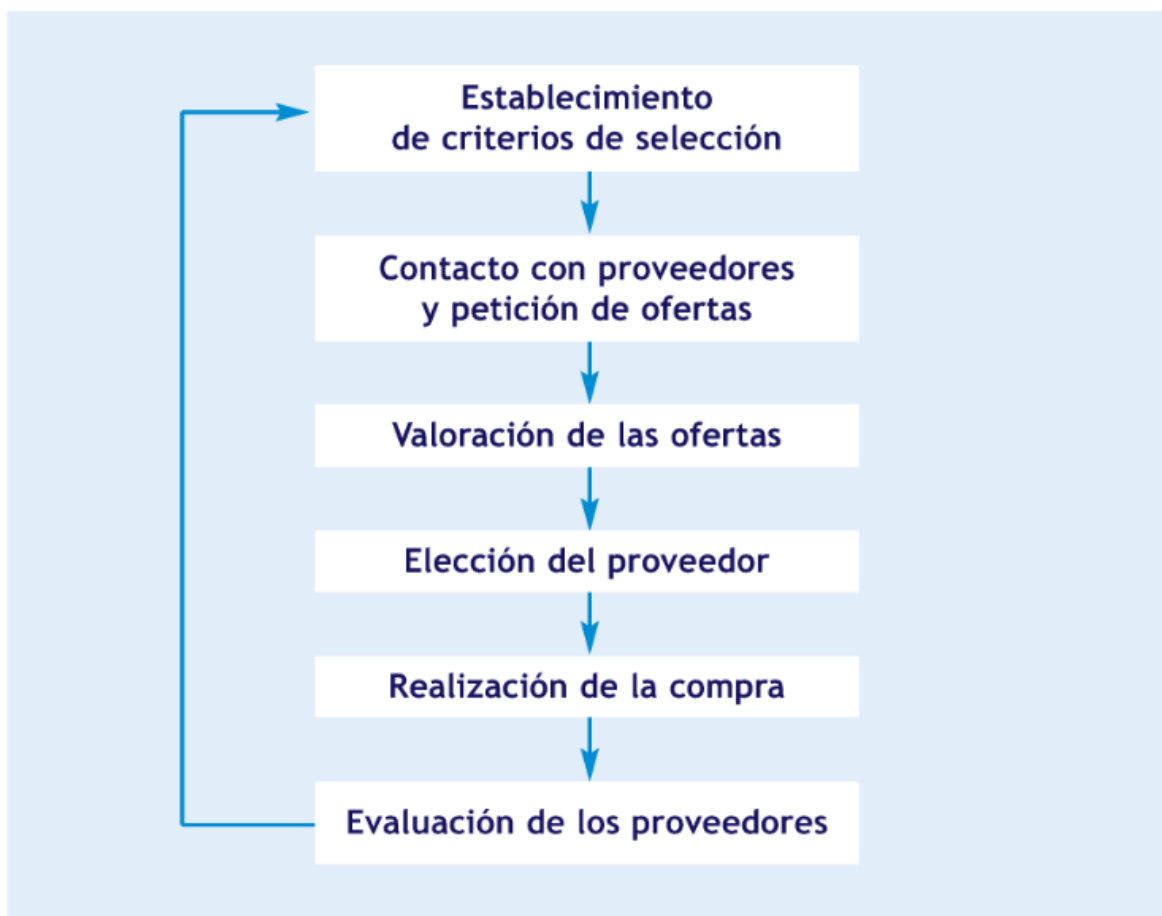 Establecimiento
de criterios de selección
Contacto con proveedores
y petición de ofertas
Valoración de las ofertas
Elección del proveedor
Realización de la compra
Evaluación de los proveedores